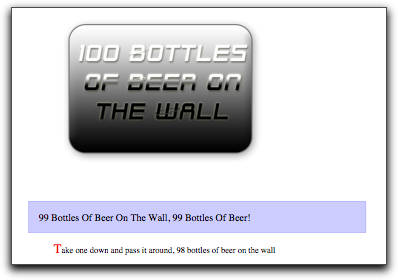 100 BOTTLES
OF BEER ON
THE WALL
99 Bottles Of Beer On The Wall, 99 Bottles Of Beer!
Take one down and pass it around, 98 bottles of beer on the wall